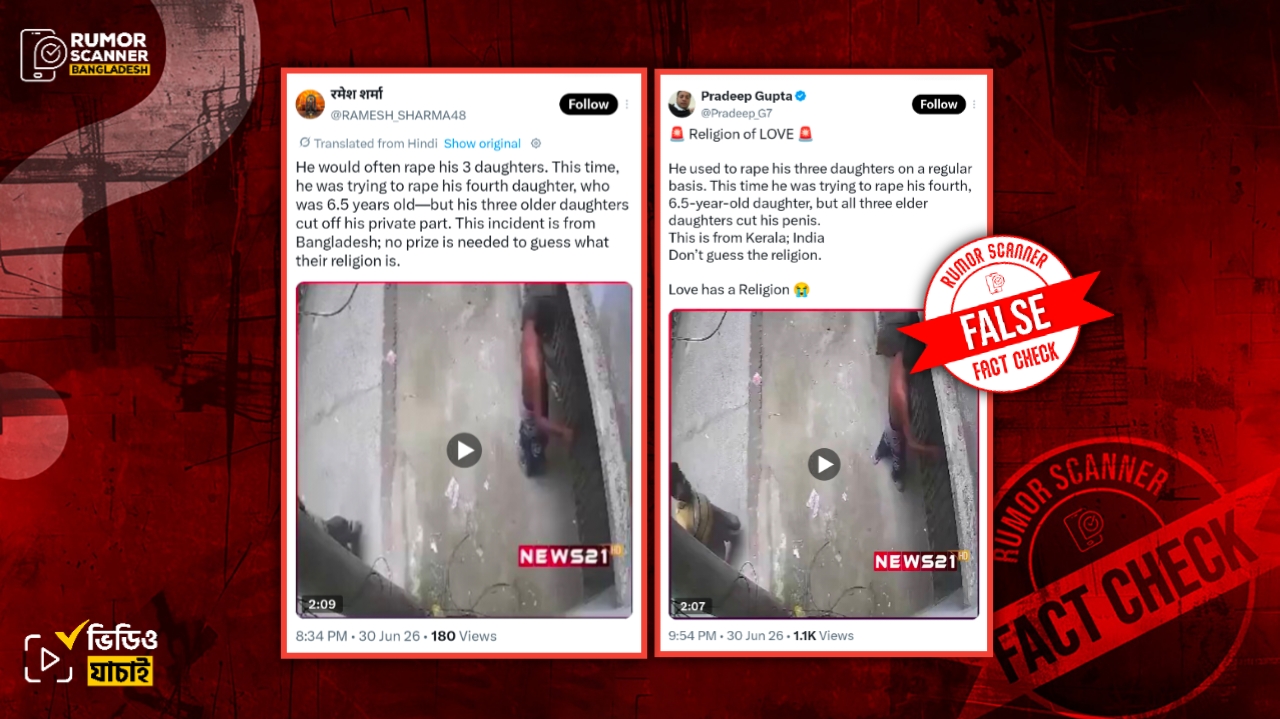 RUMOR
SCANNER
BANGLADESH
रमेश शर्मा
@RAMESH_SHARMA48
Follow
Translated from Hindi Show original
He would often rape his 3 daughters. This time,
he was trying to rape his fourth daughter, who
was 6.5 years old—but his three older daughters
cut off his private part. This incident is from
Bangladesh; no prize is needed to guess what
their religion is.
NEWS21 HD
2:09
8:34 PM • 30 Jun 26 • 180 Views
Pradeep Gupta
@Pradeep_G7
Follow
🚨 Religion of LOVE 🚨
He used to rape his three daughters on a regular
basis. This time he was trying to rape his fourth,
6.5-year-old daughter, but all three elder
daughters cut his penis.
This is from Kerala; India
Don't guess the religion.
Love has a Religion 😭
NEWS21 HD
2:07
9:54 PM • 30 Jun 26 • 1.1K Views
RUMOR SCANNER
FALSE
FACT CHECK
RUMOR SCANNER
FACT CHECK
ভিডিও
যাচাই